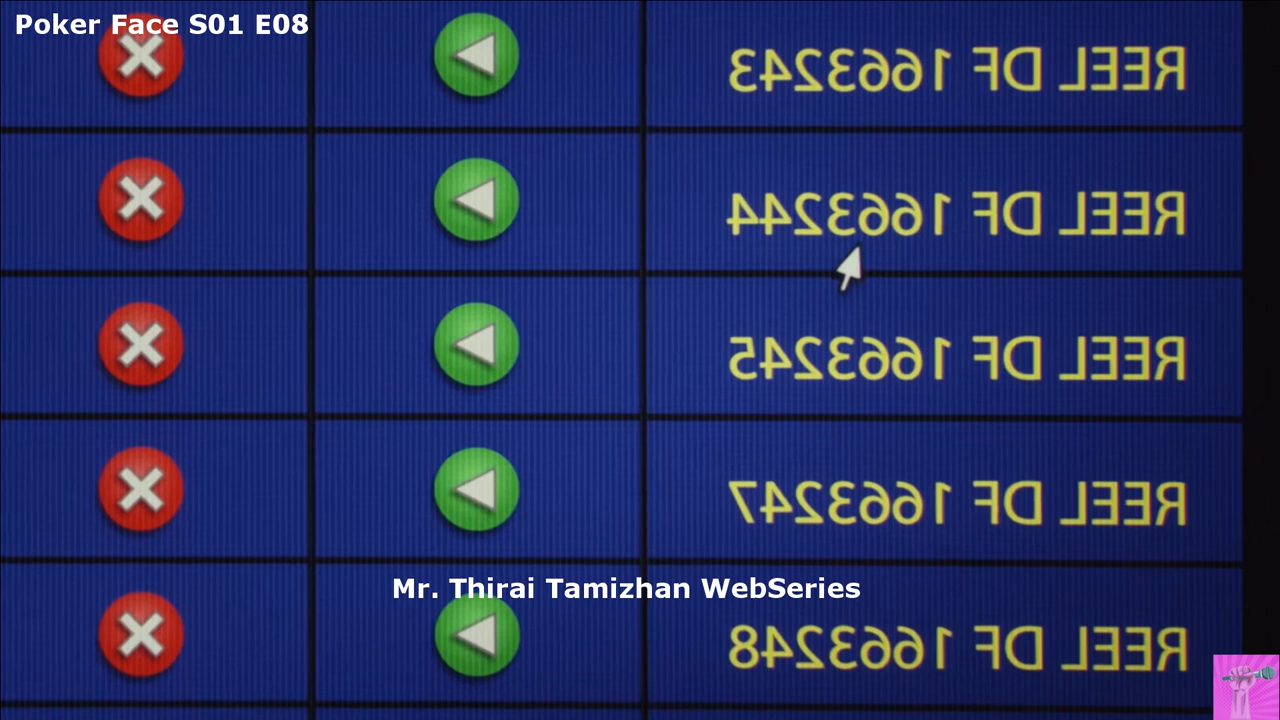 Poker Face S01 E08
REEL DF 1663243
REEL DF 1663244
REEL DF 1663245
REEL DF 1663247
Mr. Thirai Tamizhan WebSeries
REEL DF 1663248